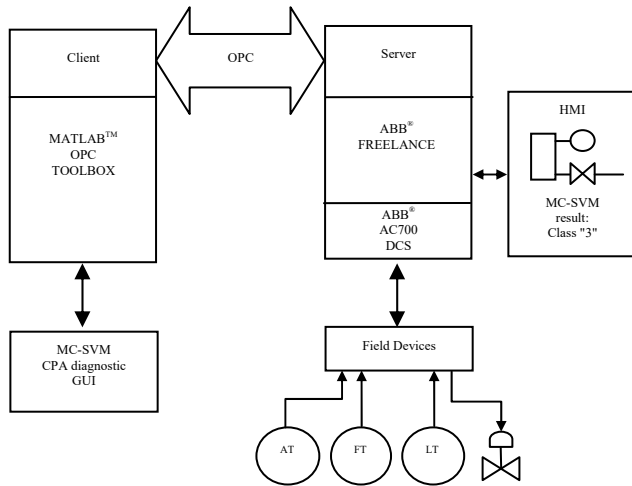 Client
OPC
Server
MATLAB™
OPC
TOOLBOX
ABB®
FREELANCE
ABB®
AC700
DCS
HMI
MC-SVM
result:
Class "3"
MC-SVM
CPA diagnostic
GUI
Field Devices
AT
FT
LT